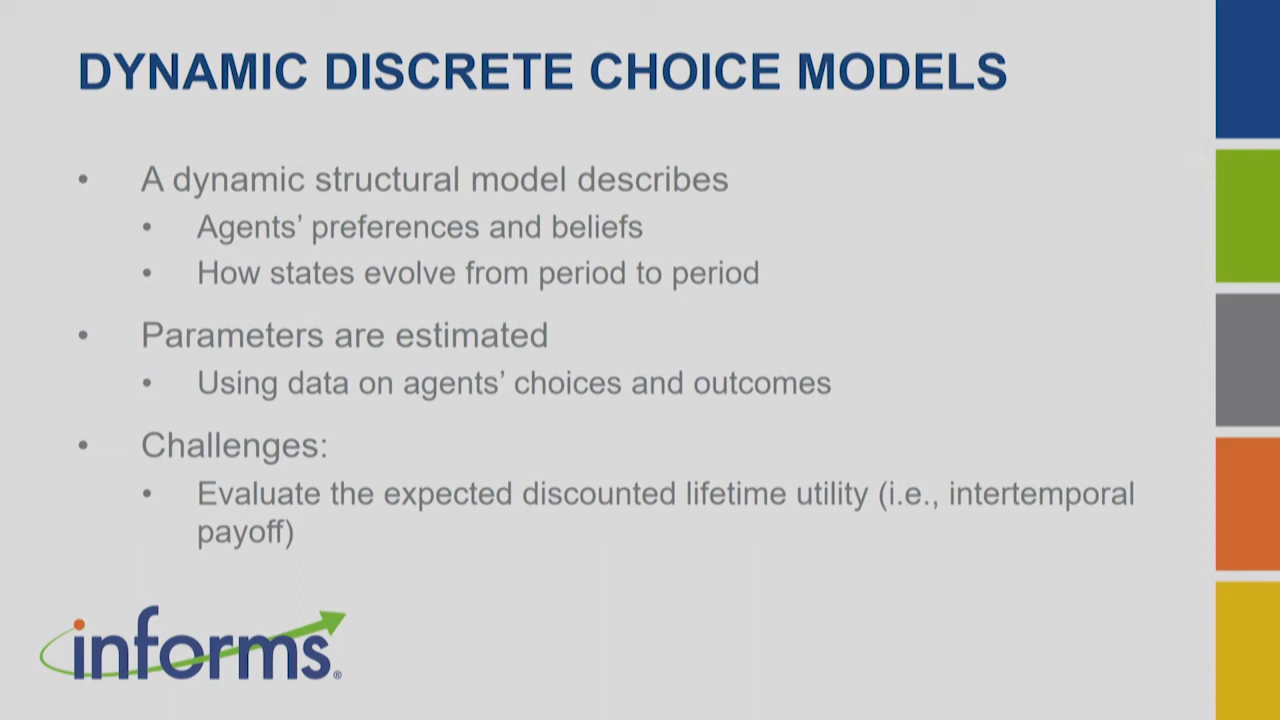 DYNAMIC DISCRETE CHOICE MODELS
• A dynamic structural model describes
• Agents’ preferences and beliefs
• How states evolve from period to period
• Parameters are estimated
• Using data on agents’ choices and outcomes
• Challenges:
• Evaluate the expected discounted lifetime utility (i.e., intertemporal
payoff)
informs®